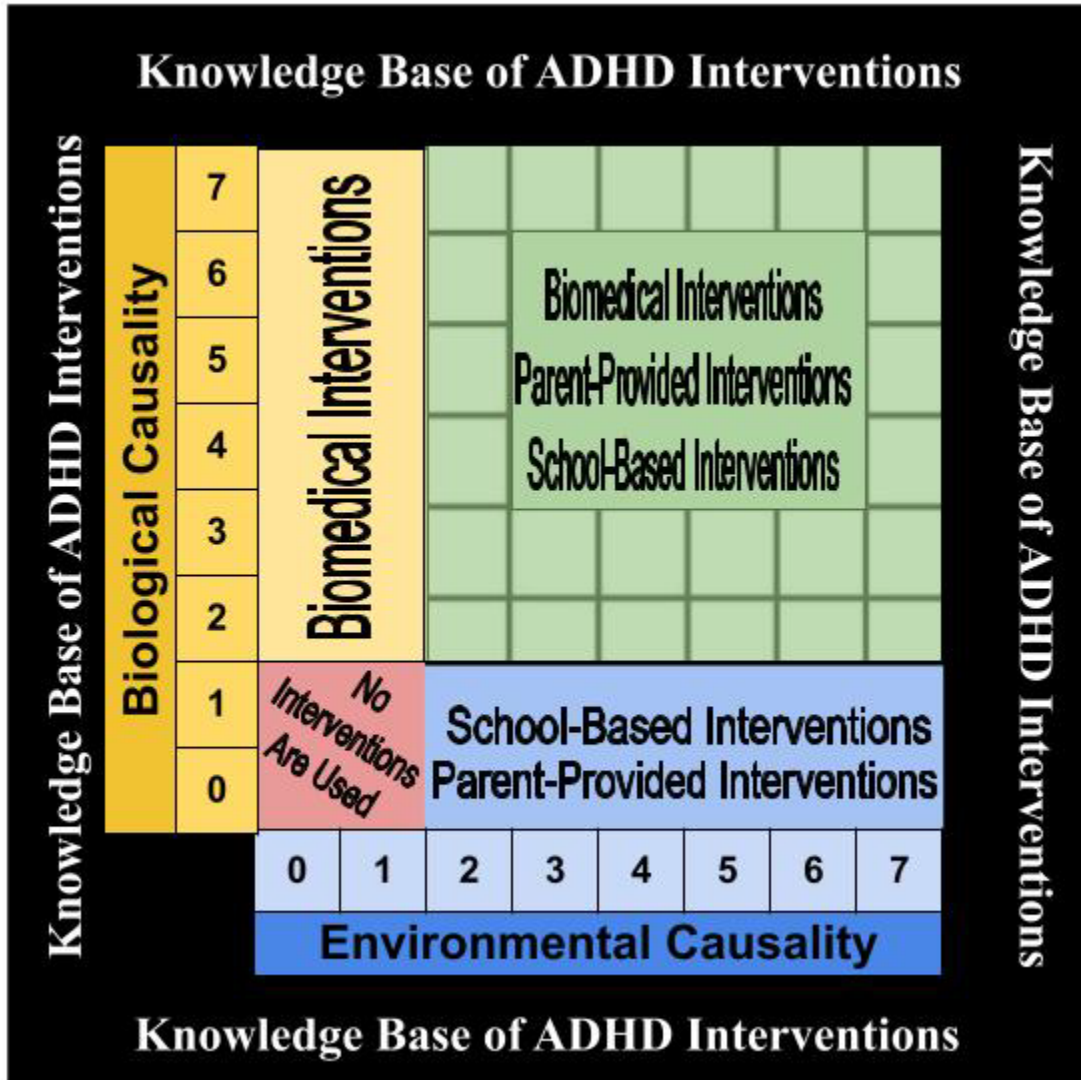 Knowledge Base of ADHD Interventions
Knowledge Base of ADHD Interventions
Biological Causality
7
6
5
4
3
2
1
0
Biomedical Interventions
Biomedical Interventions
Parent-Provided Interventions
School-Based Interventions
No
Interventions
Are Used
School-Based Interventions
Parent-Provided Interventions
0 1 2 3 4 5 6 7
Environmental Causality
Knowledge Base of ADHD Interventions
Knowledge Base of ADHD Interventions